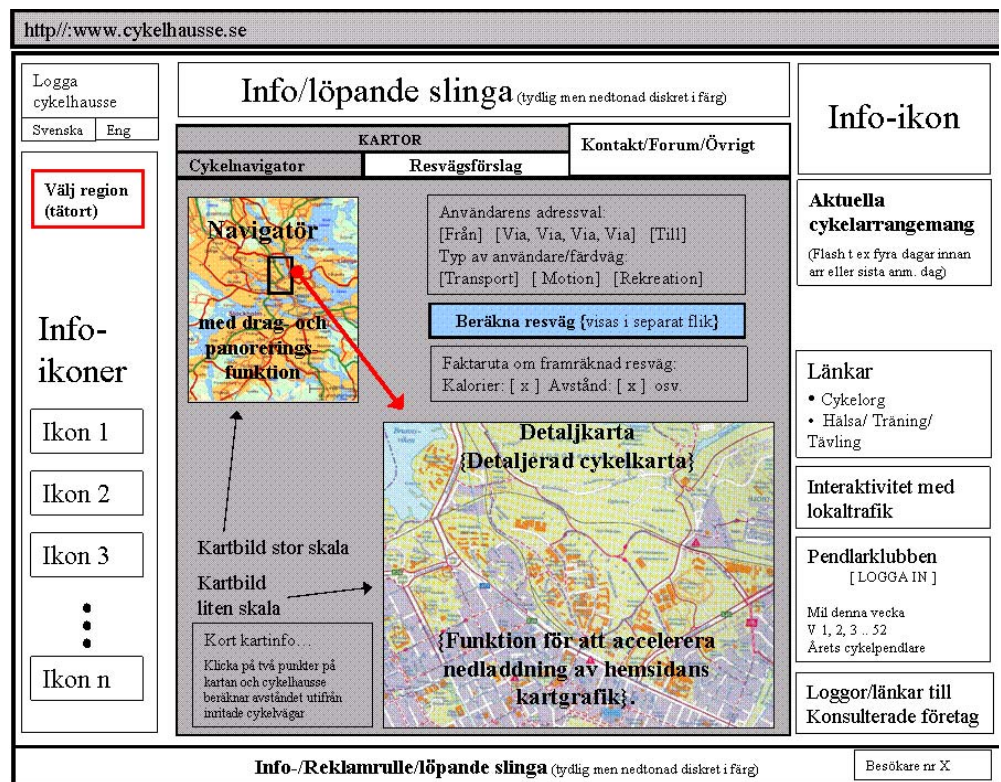 http//:www.cykelhausse.se
Logga
cykelhausse
Svenska Eng
Info/löpande slinga (tydlig men nedtonad diskret i färg)
Info-ikon
KARTOR
Kontakt/Forum/Övrigt
Cykelnavigator
Resvägsförslag
Välj region
(tätort)
Info-
ikoner
Ikon 1
Ikon 2
Ikon 3
Ikon n
Navigatör
med drag- och
panorerings-
funktion
Användarens adressval:
[Från] [Via, Via, Via, Via] [Till]
Typ av användare/färdväg:
[Transport] [ Motion] [Rekreation]
Beräkna resväg {visas i separat flik}
Faktaruta om framräknad resväg:
Kalorier: [ x ] Avstånd: [ x ] osv.
Detaljkarta
{Detaljerad cykelkarta}
{Funktion för att accelerera
nedladdning av hemsidans
kartgrafik}.
Kartbild stor skala
Kartbild
liten skala
Kort kartinfo...
Klicka på två punkter på
kartan och cykelhausse
beräknar avståndet utifrån
inritade cykelvägar
Aktuella
cykelarrangemang
(Flash t ex fyra dagar innan
arr eller sista anm. dag)
Länkar
• Cykelorg
• Hälsa/ Träning/
Tävling
Interaktivitet med
lokaltrafik
Pendlarklubben
[ LOGGA IN ]
Mil denna vecka
V 1, 2, 3 .. 52
Årets cykelpendlare
Loggor/länkar till
Konsulterade företag
Info-/Reklamrulle/löpande slinga (tydlig men nedtonad diskret i färg)
Besökare nr X